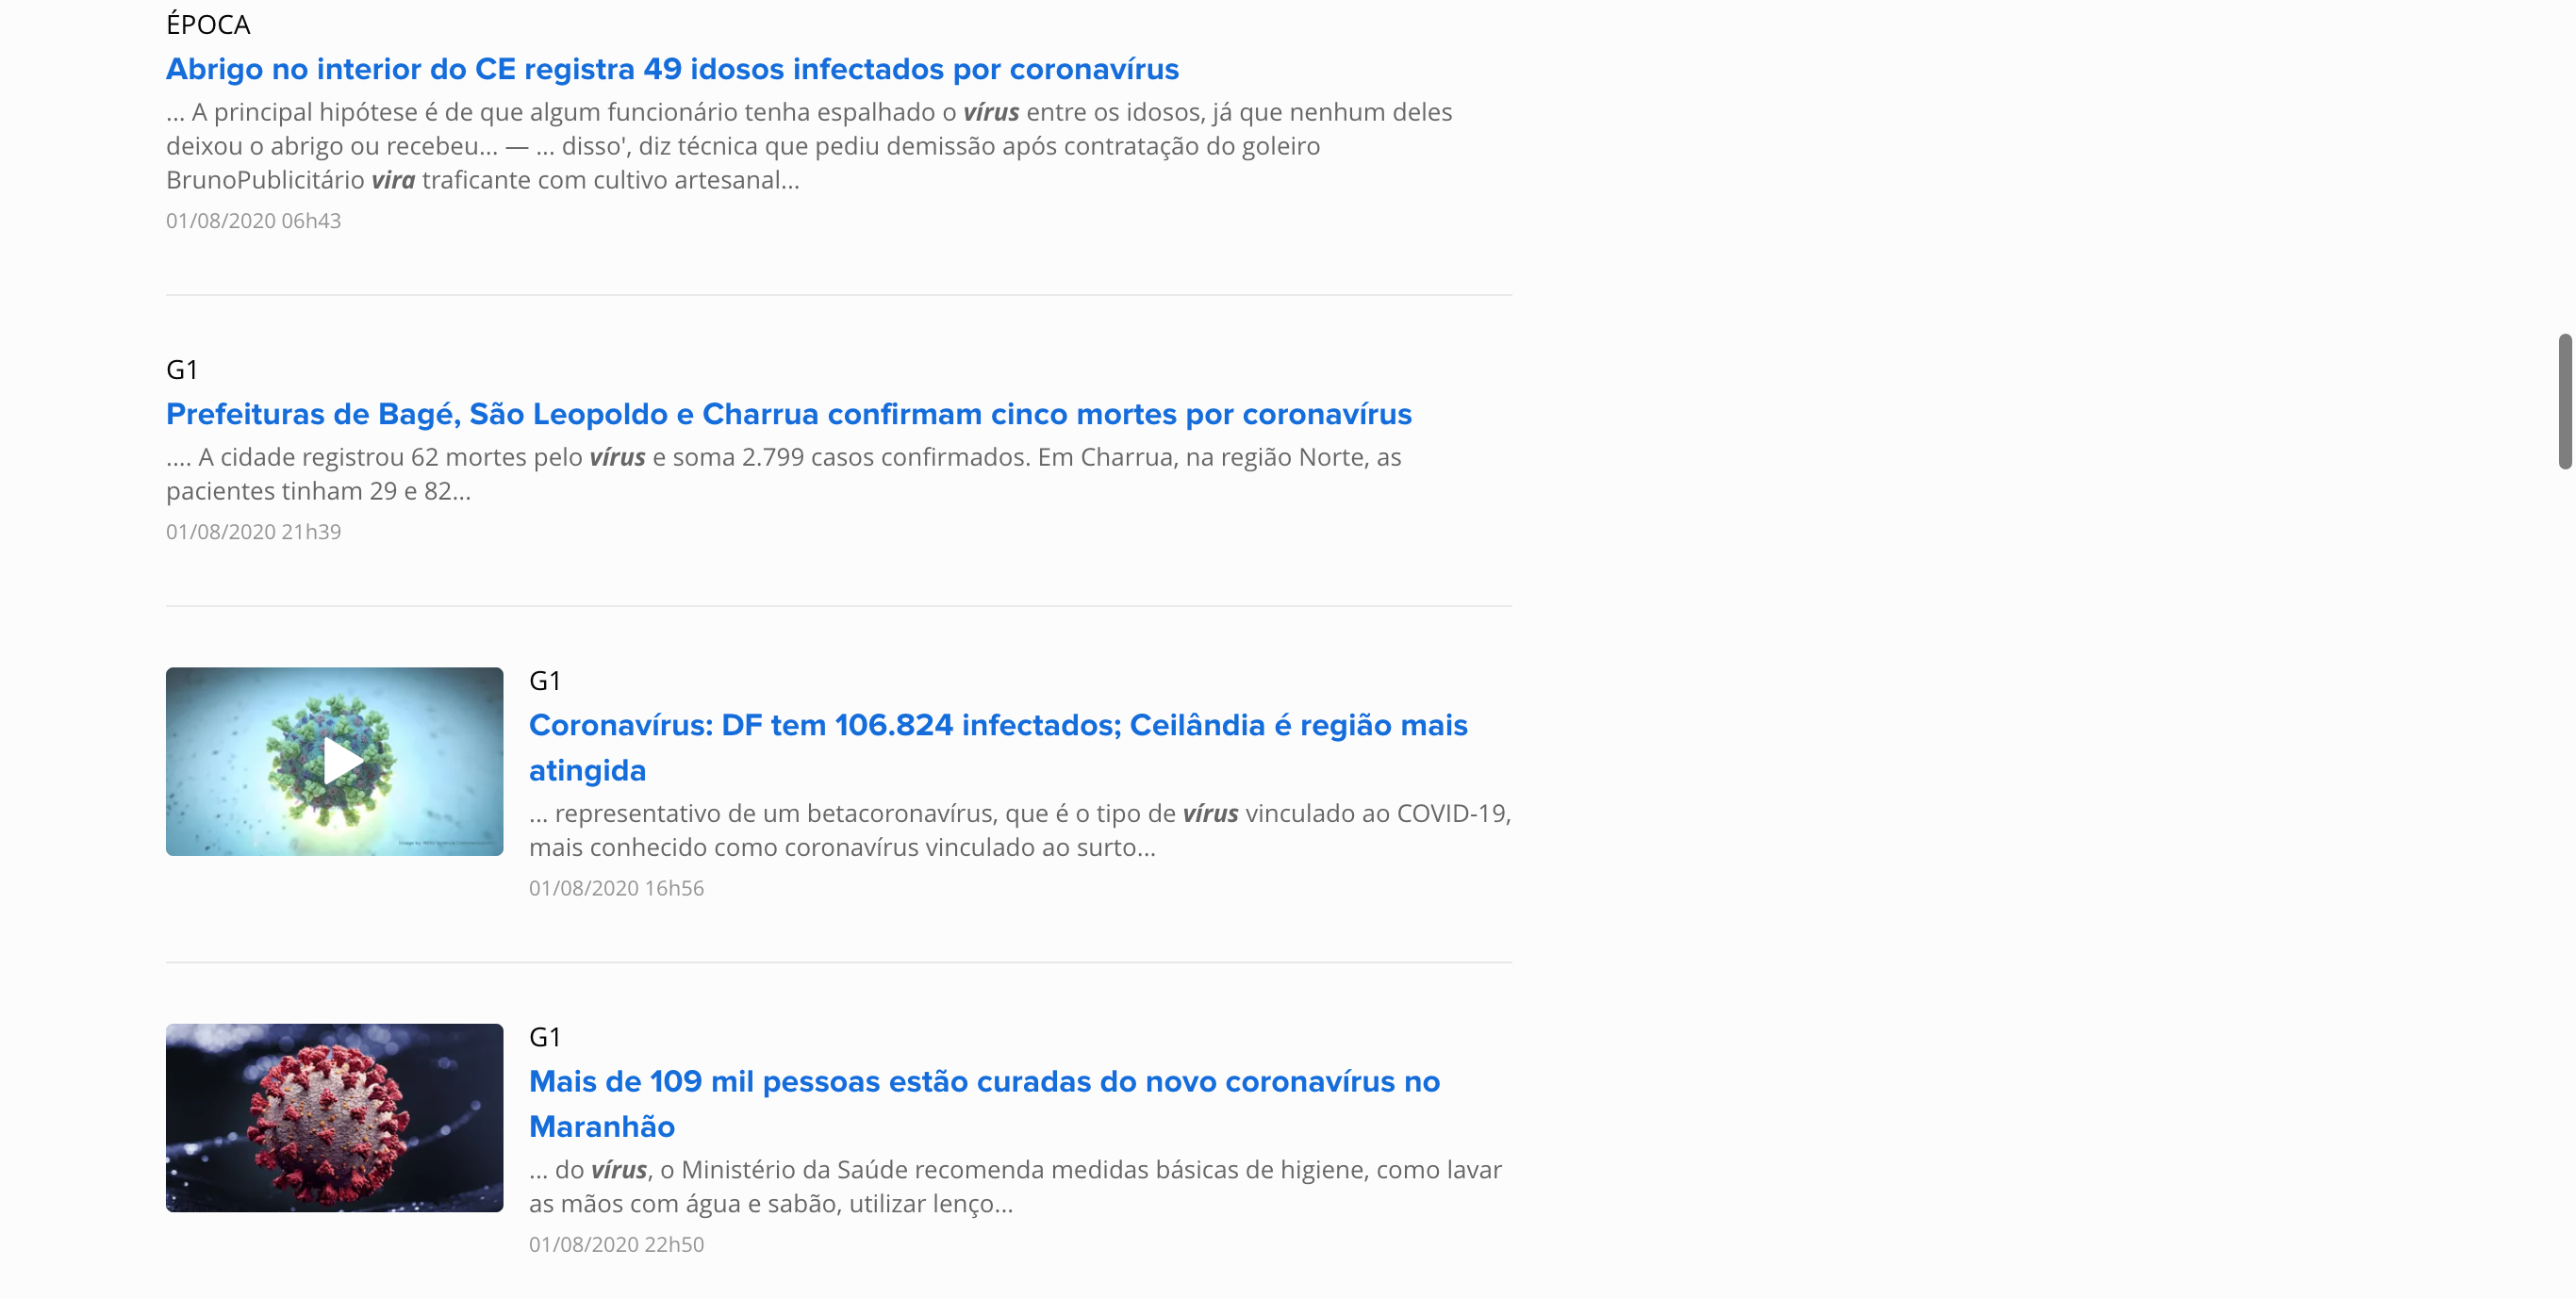 ÉPOCA
Abrigo no interior do CE registra 49 idosos infectados por coronavírus
... A principal hipótese é de que algum funcionário tenha espalhado o vírus entre os idosos, já que nenhum deles
deixou o abrigo ou recebeu... — ... disso', diz técnica que pediu demissão após contratação do goleiro
BrunoPublicitário vira traficante com cultivo artesanal...
01/08/2020 06h43
G1
Prefeituras de Bagé, São Leopoldo e Charrua confirmam cinco mortes por coronavírus
.... A cidade registrou 62 mortes pelo vírus e soma 2.799 casos confirmados. Em Charrua, na região Norte, as
pacientes tinham 29 e 82...
01/08/2020 21h39
G1
Coronavírus: DF tem 106.824 infectados; Ceilândia é região mais
atingida
... representativo de um betacoronavírus, que é o tipo de vírus vinculado ao COVID-19,
mais conhecido como coronavírus vinculado ao surto...
01/08/2020 16h56
G1
Mais de 109 mil pessoas estão curadas do novo coronavírus no
Maranhão
... do vírus, o Ministério da Saúde recomenda medidas básicas de higiene, como lavar
as mãos com água e sabão, utilizar lenço...
01/08/2020 22h50